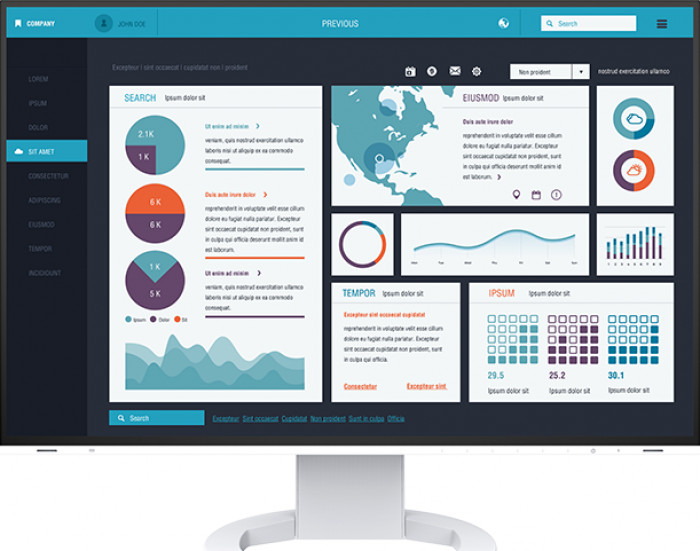 COMPANY
JOHN DOE
PREVIOUS
Search
Excepteur | sint occaecat | cupidatat non | proident
Non proident
nostrud exercitation ullamco
LOREM
IPSUM
DOLOR
SIT AMET
CONSECTETUR
ADIPISCING
EIUSMOD
TEMPOR
INCIDIDUNT
SEARCH Ipsum dolor sit
2.1 K
1 K
Ut enim ad minim
veniam, quis nostrud exercitation ullamco
laboris nisi ut aliquip ex ea commodo
consequat.
6 K
6 K
Duis aute irure dolor
reprehenderit in voluptate velit esse cillum
dolore eu fugiat nulla pariatur. Excepteur
sint occaecat cupidatat non proident, sunt in
culpa qui officia deserunt mollit anim id
est laborum.
1 K
5 K
Ut enim ad minim
veniam, quis nostrud exercitation ullamco
laboris nisi ut aliquip ex ea commodo
consequat.
Ipsum Dolor Sit
EIUSMOD Ipsum dolor sit
Duis aute irure dolor
reprehenderit in voluptate velit esse cillum
dolore eu fugiat nulla pariatur. Excepteur
sint occaecat cupidatat non proident, sunt
in culpa qui officia deserunt mollit anim id
est laborum.
TEMPOR Ipsum dolor sit
Excepteur sint occaecat cupidatat
reprehenderit in voluptate velit esse cillum
dolore eu fugiat nulla pariatur. Excepteur
sint occaecat cupidatat non proident, sunt
in culpa qui officia.
Consectetur Excepteur sint
IPSUM Ipsum dolor sit
29.5 25.2 30.1
Ipsum dolor sit Ipsum dolor sit Ipsum dolor sit
Search
Excepteur Sint occaecat Cupidatat Non proident Sunt in culpa Officia